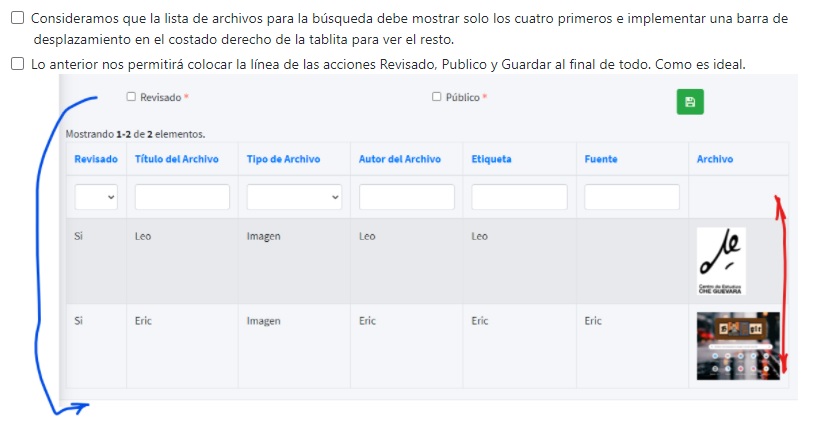 Consideramos que la lista de archivos para la búsqueda debe mostrar solo los cuatro primeros e implementar una barra de
desplazamiento en el costado derecho de la tablita para ver el resto.
Lo anterior nos permitirá colocar la línea de las acciones Revisado, Publico y Guardar al final de todo. Como es ideal.
Revisado * Público *
Mostrando 1-2 de 2 elementos.
Revisado Título del Archivo Tipo de Archivo Autor del Archivo Etiqueta Fuente Archivo
Si Leo Imagen Leo Leo
Centro de Estudios
CHE GUEVARA
Si Eric Imagen Eric Eric Eric